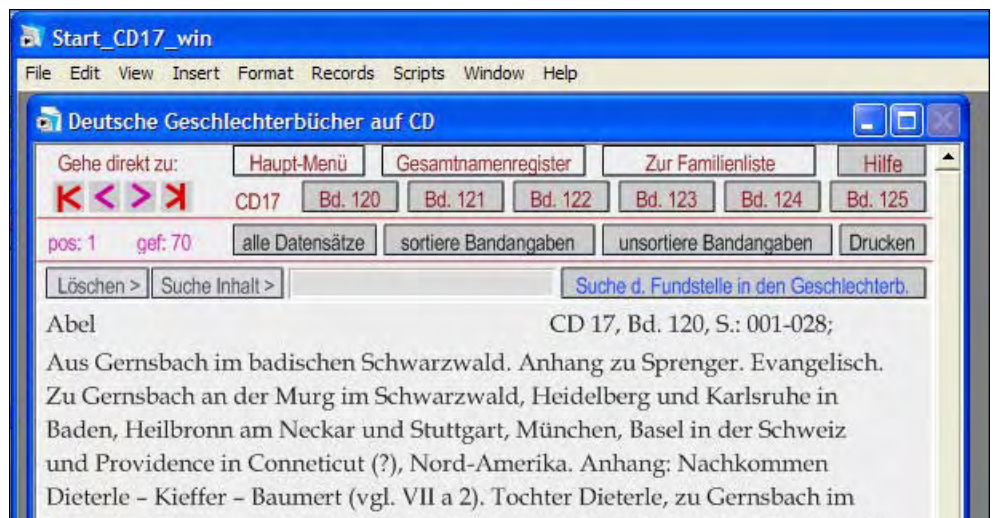 Start_CD17_win
File Edit View Insert Format Records Scripts Window Help
Deutsche Geschlechterbücher auf CD
Gehe direkt zu: Haupt-Menü Gesamtnamenregister Zur Familienliste Hilfe
CD17 Bd. 120 Bd. 121 Bd. 122 Bd. 123 Bd. 124 Bd. 125
pos: 1 gef: 70 alle Datensätze sortiere Bandangaben unsortiere Bandangaben Drucken
Löschen > Suche Inhalt > Suche d. Fundstelle in den Geschlechterb.
Abel CD 17, Bd. 120, S.: 001-028;
Aus Gernsbach im badischen Schwarzwald. Anhang zu Sprenger. Evangelisch.
Zu Gernsbach an der Murg im Schwarzwald, Heidelberg und Karlsruhe in
Baden, Heilbronn am Neckar und Stuttgart, München, Basel in der Schweiz
und Providence in Conneticut (?), Nord-Amerika. Anhang: Nachkommen
Dieterle – Kieffer – Baumert (vgl. VII a 2). Tochter Dieterle, zu Gernsbach im